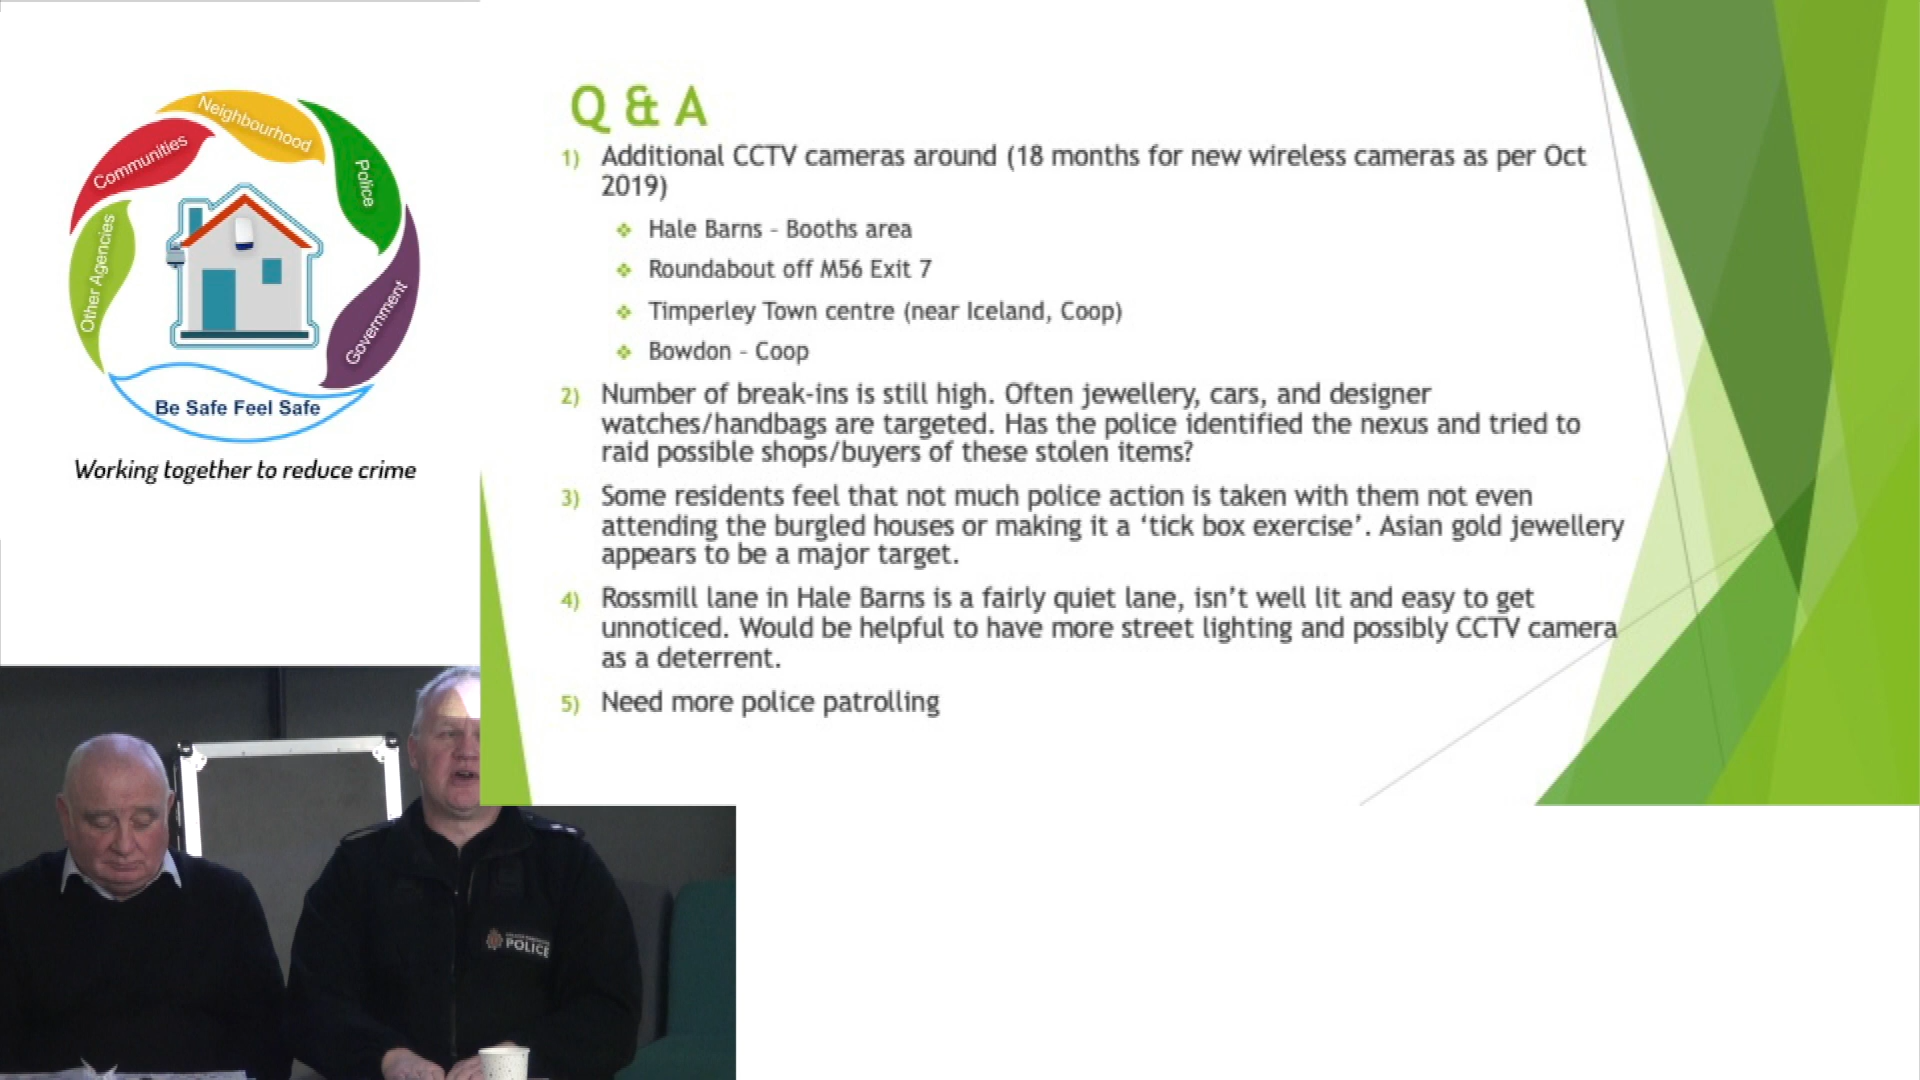 Neighbourhood
Communities
Police
Other Agencies
Government
Be Safe Feel Safe
Working together to reduce crime
Q & A
1) Additional CCTV cameras around (18 months for new wireless cameras as per Oct
2019)
❖ Hale Barns - Booths area
❖ Roundabout off M56 Exit 7
❖ Timperley Town centre (near Iceland, Coop)
❖ Bowdon - Coop
2) Number of break-ins is still high. Often jewellery, cars, and designer
watches/handbags are targeted. Has the police identified the nexus and tried to
raid possible shops/buyers of these stolen items?
3) Some residents feel that not much police action is taken with them not even
attending the burgled houses or making it a ‘tick box exercise’. Asian gold jewellery
appears to be a major target.
4) Rossmill lane in Hale Barns is a fairly quiet lane, isn’t well lit and easy to get
unnoticed. Would be helpful to have more street lighting and possibly CCTV camera
as a deterrent.
5) Need more police patrolling
POLICE